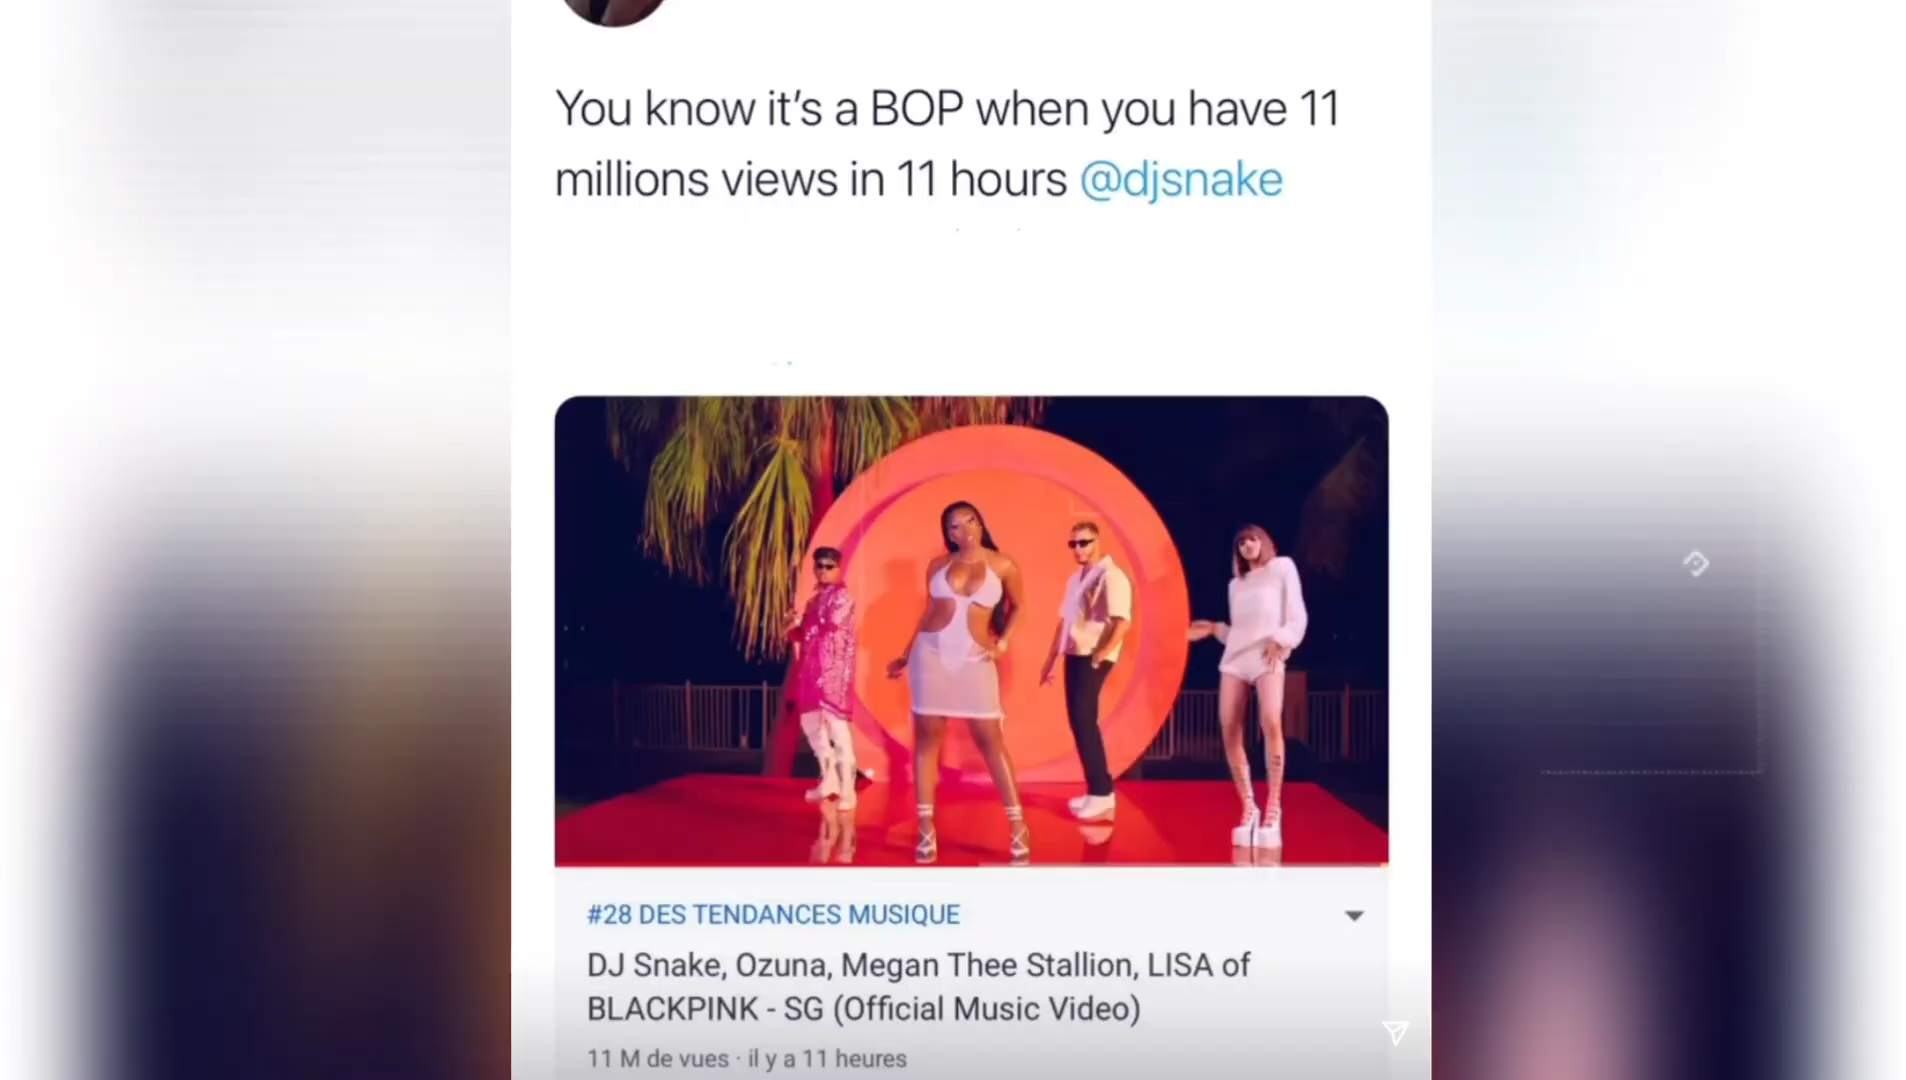 You know it's a BOP when you have 11
millions views in 11 hours @djsnake
#28 DES TENDANCES MUSIQUE
DJ Snake, Ozuna, Megan Thee Stallion, LISA of
BLACKPINK - SG (Official Music Video)
11 M de vues · il y a 11 heures